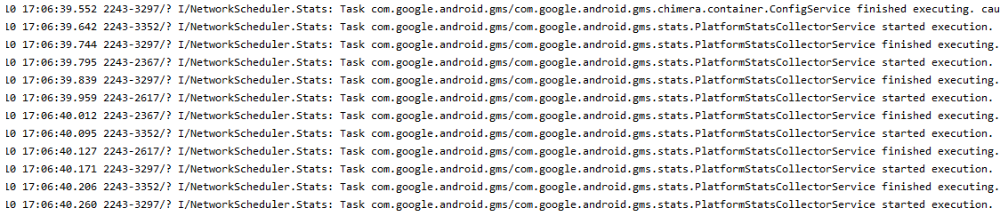 l0 17:06:39.552 2243-3297/? I/NetworkScheduler.Stats: Task com.google.android.gms/com.google.android.gms.chimera.container.ConfigService finished executing. cau
l0 17:06:39.642 2243-3352/? I/NetworkScheduler.Stats: Task com.google.android.gms/com.google.android.gms.stats.PlatformStatsCollectorService started execution.
l0 17:06:39.744 2243-3297/? I/NetworkScheduler.Stats: Task com.google.android.gms/com.google.android.gms.stats.PlatformStatsCollectorService finished executing.
l0 17:06:39.795 2243-2367/? I/NetworkScheduler.Stats: Task com.google.android.gms/com.google.android.gms.stats.PlatformStatsCollectorService started execution.
l0 17:06:39.839 2243-3297/? I/NetworkScheduler.Stats: Task com.google.android.gms/com.google.android.gms.stats.PlatformStatsCollectorService finished executing.
l0 17:06:39.959 2243-2617/? I/NetworkScheduler.Stats: Task com.google.android.gms/com.google.android.gms.stats.PlatformStatsCollectorService started execution.
l0 17:06:40.012 2243-2367/? I/NetworkScheduler.Stats: Task com.google.android.gms/com.google.android.gms.stats.PlatformStatsCollectorService finished executing.
l0 17:06:40.095 2243-3352/? I/NetworkScheduler.Stats: Task com.google.android.gms/com.google.android.gms.stats.PlatformStatsCollectorService started execution.
l0 17:06:40.127 2243-2617/? I/NetworkScheduler.Stats: Task com.google.android.gms/com.google.android.gms.stats.PlatformStatsCollectorService finished executing.
l0 17:06:40.171 2243-3297/? I/NetworkScheduler.Stats: Task com.google.android.gms/com.google.android.gms.stats.PlatformStatsCollectorService started execution.
l0 17:06:40.206 2243-3352/? I/NetworkScheduler.Stats: Task com.google.android.gms/com.google.android.gms.stats.PlatformStatsCollectorService finished executing.
l0 17:06:40.260 2243-3297/? I/NetworkScheduler.Stats: Task com.google.android.gms/com.google.android.gms.stats.PlatformStatsCollectorService started execution.